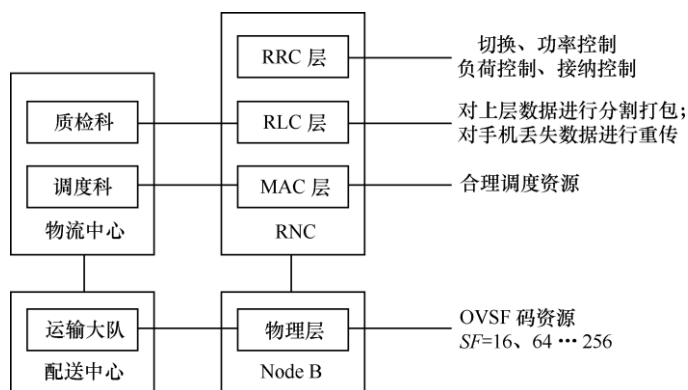 RRC 层
切换、功率控制
负荷控制、接纳控制
质检科
RLC 层
对上层数据进行分割打包;
对手机丢失数据进行重传
调度科
MAC 层
合理调度资源
物流中心
RNC
运输大队
物理层
OVSF 码资源
SF=16、64 … 256
配送中心
Node B